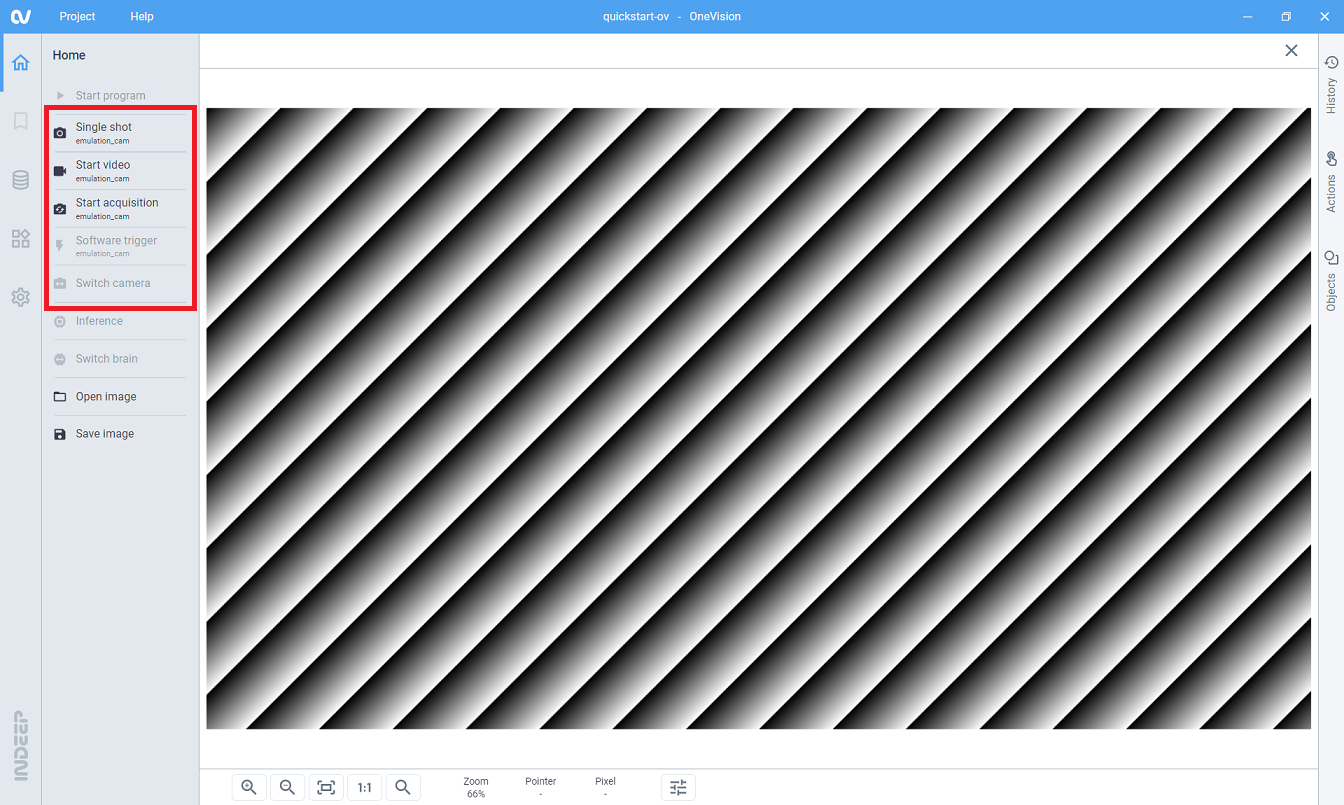 Project
Help
quickstart-ov - OneVision
Home
Start program
Single shot
emulation_cam
Start video
emulation_cam
Start acquisition
emulation_cam
Software trigger
emulation_cam
Switch camera
Inference
Switch brain
Open image
Save image
INDEED
History
Actions
Objects
1:1
Zoom
66%
Pointer
-
Pixel
-